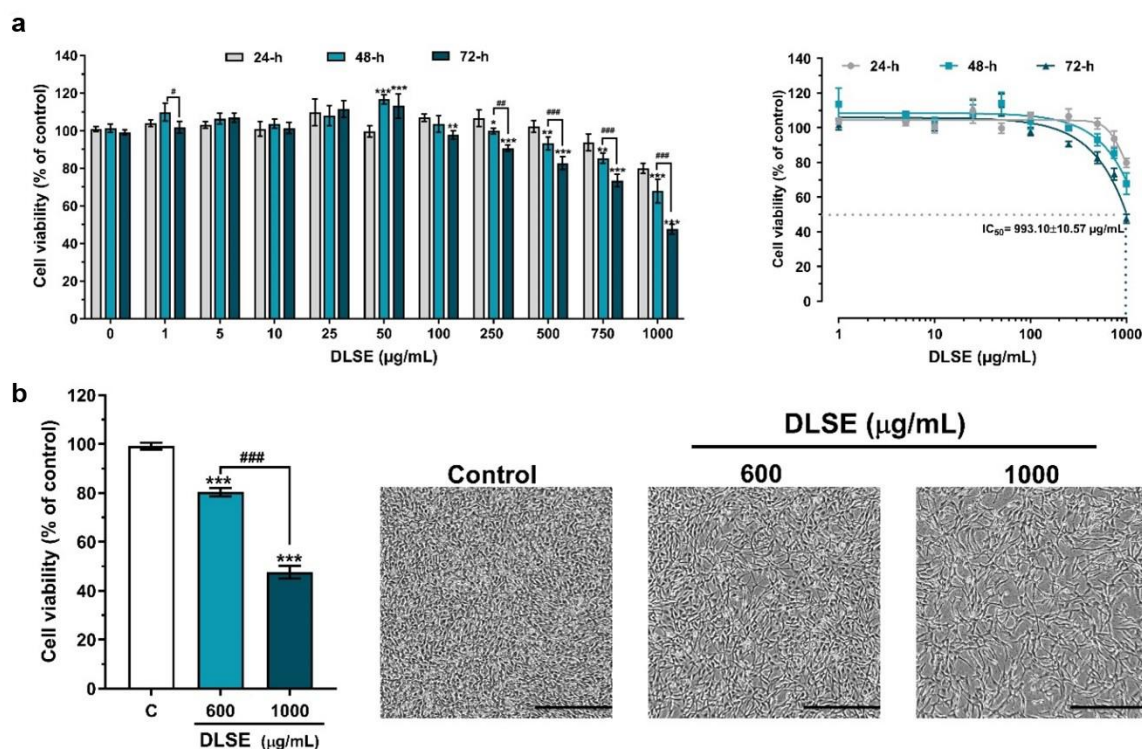 a
24-h 48-h 72-h
Cell viability (% of control)
140
120
100
80
60
40
20
0
# *** *** ** * ## *** ** ### *** ** ### *** *** ### ***
0 1 5 10 25 50 100 250 500 750 1000
DLSE (µg/mL)
24-h 48-h 72-h
Cell viability (% of control)
140
120
100
80
60
40
20
0
IC50= 993.10±10.57 µg/mL
1 10 100 1000
DLSE (µg/mL)
b
Cell viability (% of control)
120
100
80
60
40
20
0
###
***
***
C 600 1000
DLSE (µg/mL)
DLSE (µg/mL)
Control 600 1000